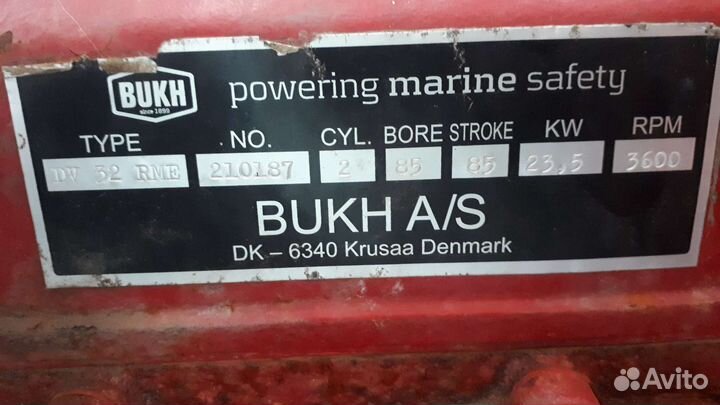 BUKH
since 1899
powering marine safety
TYPE NO. CYL. BORE STROKE KW RPM
DV 32 RME 210187 2 85 85 23,5 3600
BUKH A/S
DK – 6340 Krusaa Denmark
Avito